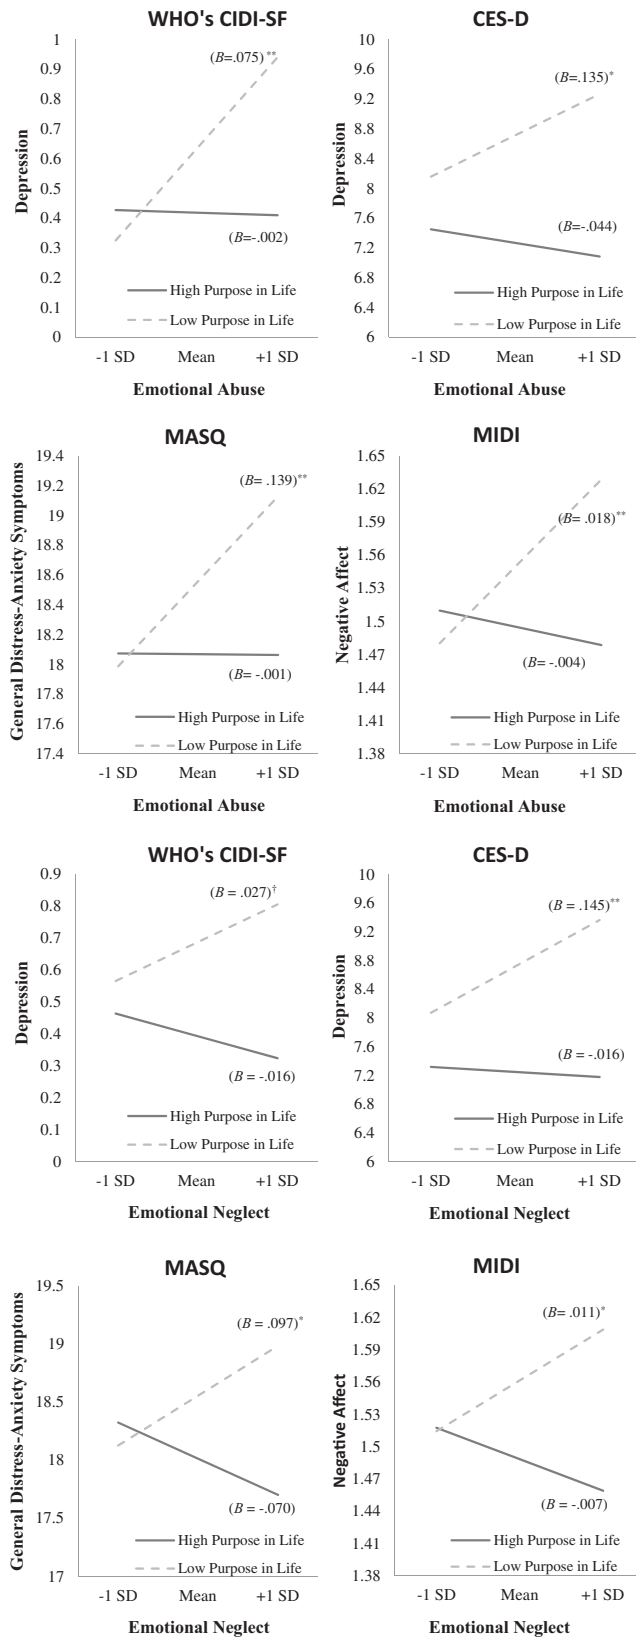 WHO's CIDI-SF
Depression
1
0.9
0.8
0.7
0.6
0.5
0.4
0.3
0.2
0.1
0
(B=.075)**
(B=-.002)
High Purpose in Life
Low Purpose in Life
-1 SD Mean +1 SD
Emotional Abuse
CES-D
Depression
10
9.6
9.2
8.8
8.4
8
7.6
7.2
6.8
6.4
6
(B=.135)*
(B=-.044)
High Purpose in Life
Low Purpose in Life
-1 SD Mean +1 SD
Emotional Abuse
MASQ
General Distress-Anxiety Symptoms
19.4
19.2
19
18.8
18.6
18.4
18.2
18
17.8
17.6
17.4
(B= .139)**
(B= -.001)
High Purpose in Life
Low Purpose in Life
-1 SD Mean +1 SD
Emotional Abuse
MIDI
Negative Affect
1.65
1.62
1.59
1.56
1.53
1.5
1.47
1.44
1.41
1.38
(B= .018)**
(B= -.004)
High Purpose in Life
Low Purpose in Life
-1 SD Mean +1 SD
Emotional Abuse
WHO's CIDI-SF
Depression
0.9
0.8
0.7
0.6
0.5
0.4
0.3
0.2
0.1
0
(B = .027)†
(B = -.016)
High Purpose in Life
Low Purpose in Life
-1 SD Mean +1 SD
Emotional Neglect
CES-D
Depression
10
9.6
9.2
8.8
8.4
8
7.6
7.2
6.8
6.4
6
(B = .145)**
(B = -.016)
High Purpose in Life
Low Purpose in Life
-1 SD Mean +1 SD
Emotional Neglect
MASQ
General Distress-Anxiety Symptoms
19.5
19
18.5
18
17.5
17
(B = .097)*
(B = -.070)
High Purpose in Life
Low Purpose in Life
-1 SD Mean +1 SD
Emotional Neglect
MIDI
Negative Affect
1.65
1.62
1.59
1.56
1.53
1.5
1.47
1.44
1.41
1.38
(B = .011)*
(B = -.007)
High Purpose in Life
Low Purpose in Life
-1 SD Mean +1 SD
Emotional Neglect